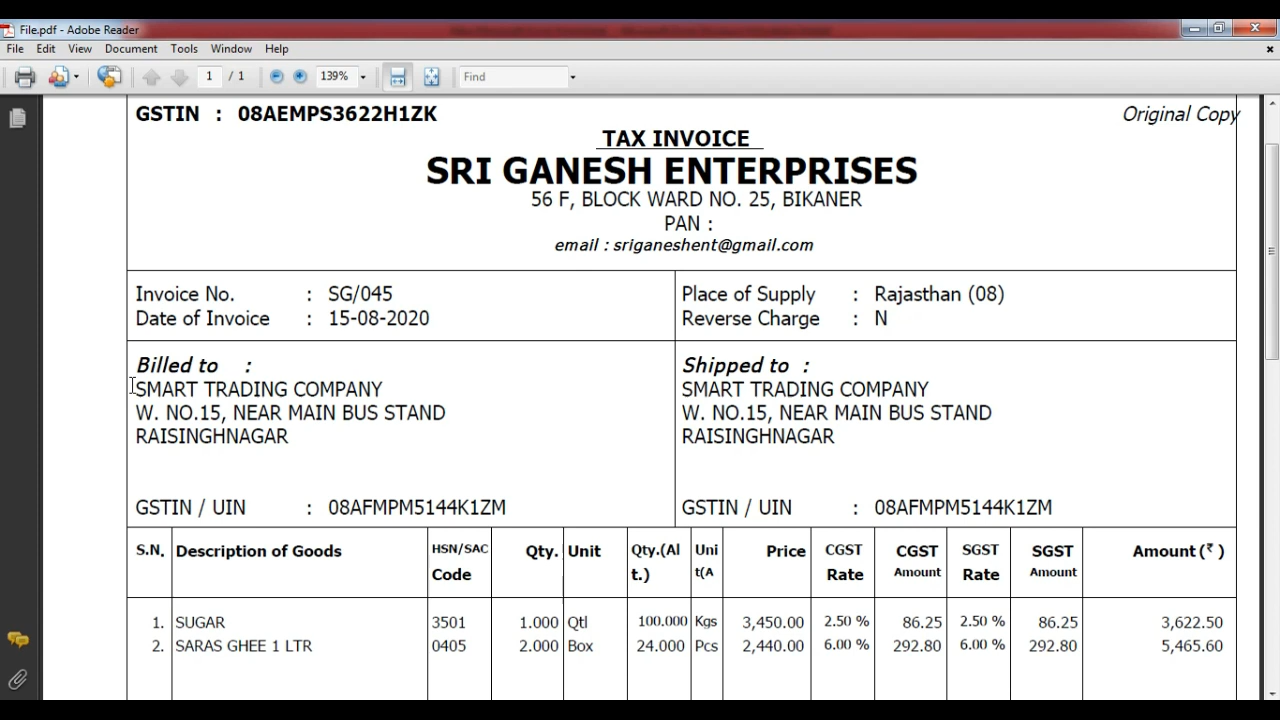 File.pdf - Adobe Reader
File Edit View Document Tools Window Help
1 / 1 139% Find
GSTIN : 08AEMPS3622H1ZK Original Copy
TAX INVOICE
SRI GANESH ENTERPRISES
56 F, BLOCK WARD NO. 25, BIKANER
PAN :
email : sriganeshent@gmail.com
Invoice No. : SG/045 Place of Supply : Rajasthan (08)
Date of Invoice : 15-08-2020 Reverse Charge : N
Billed to : Shipped to :
SMART TRADING COMPANY SMART TRADING COMPANY
W. NO.15, NEAR MAIN BUS STAND W. NO.15, NEAR MAIN BUS STAND
RAISINGHNAGAR RAISINGHNAGAR
GSTIN / UIN : 08AFMPM5144K1ZM GSTIN / UIN : 08AFMPM5144K1ZM
S.N. Description of Goods HSN/SAC Qty. Unit Qty.(Al Uni Price CGST CGST SGST SGST Amount (₹ )
Code t.) t(A Rate Amount Rate Amount
1. SUGAR 3501 1.000 Qtl 100.000 Kgs 3,450.00 2.50 % 86.25 2.50 % 86.25 3,622.50
2. SARAS GHEE 1 LTR 0405 2.000 Box 24.000 Pcs 2,440.00 6.00 % 292.80 6.00 % 292.80 5,465.60